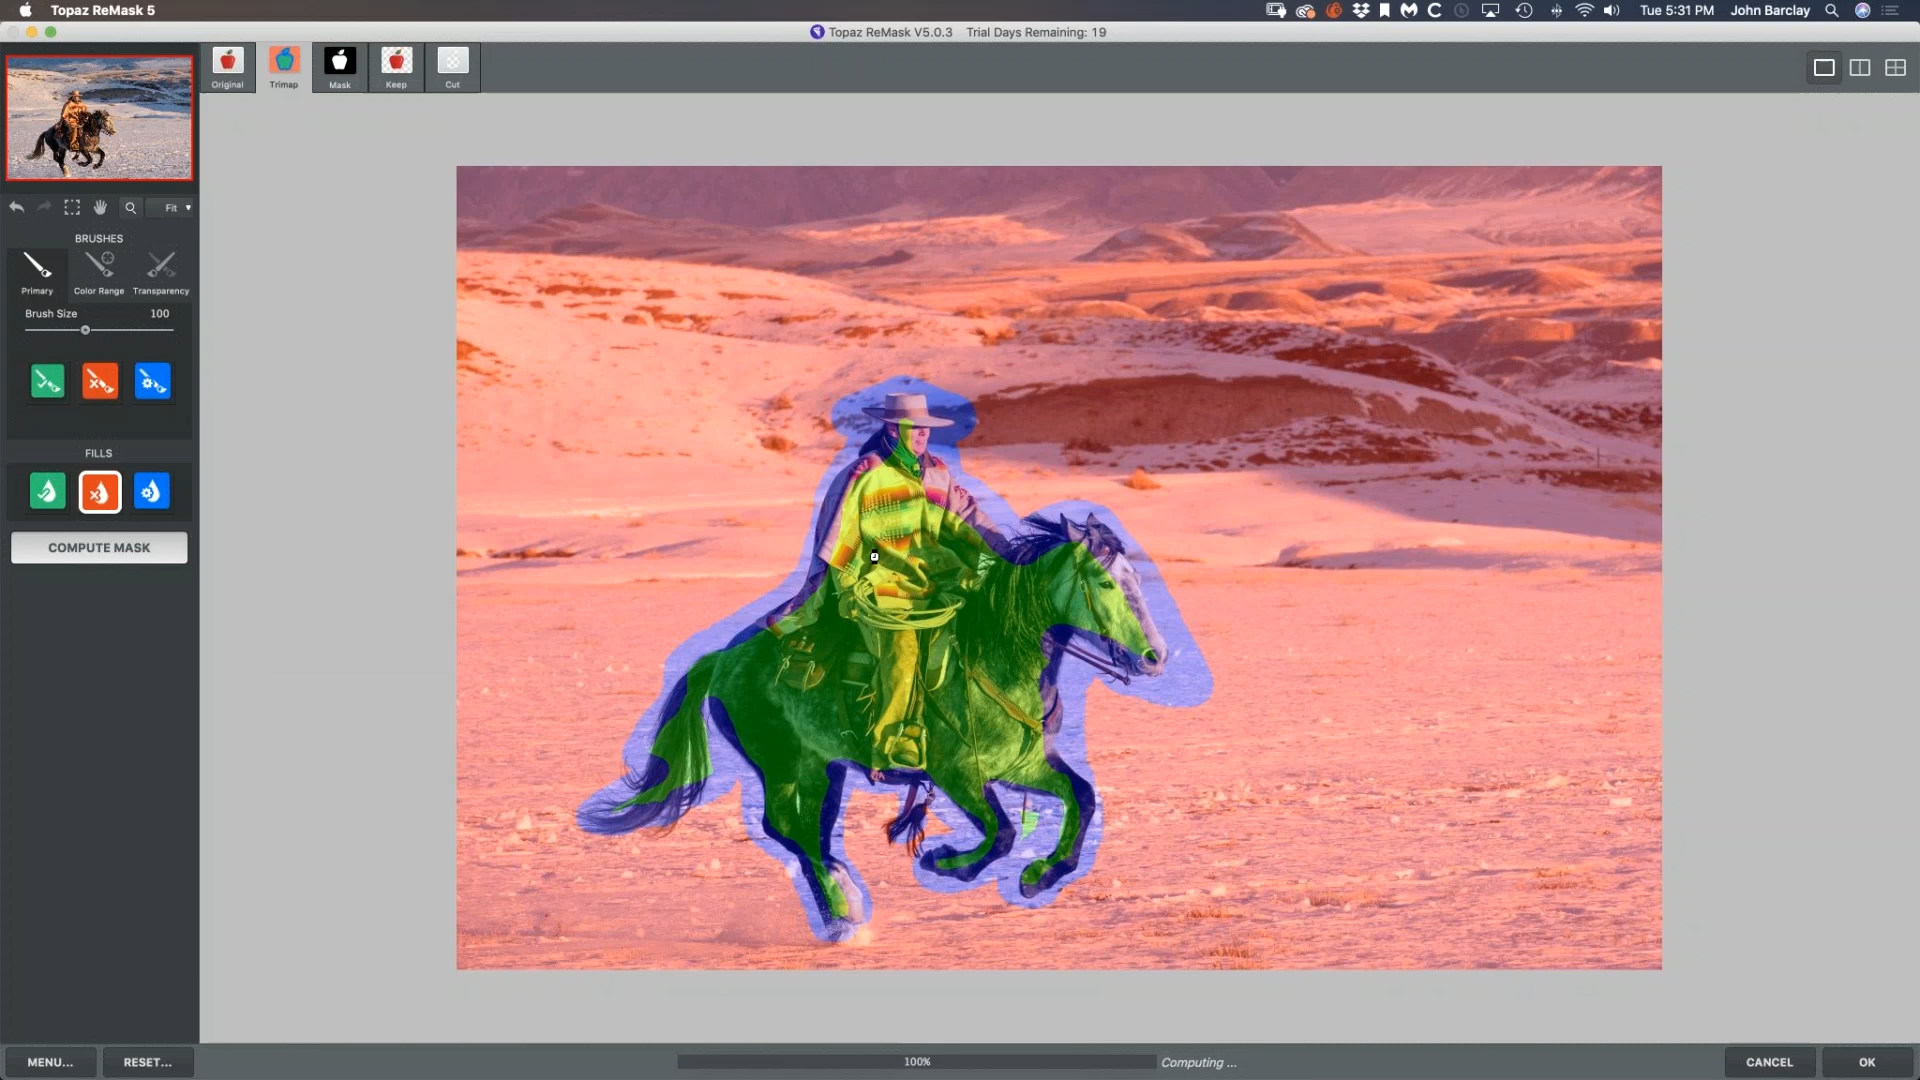 Topaz ReMask 5
Tue 5:31 PM John Barclay
Topaz ReMask V5.0.3 Trial Days Remaining: 19
Original
Trimap
Mask
Keep
Cut
Fit
BRUSHES
Primary
Color Range
Transparency
Brush Size 100
FILLS
COMPUTE MASK
MENU...
RESET...
100%
Computing ...
CANCEL
OK